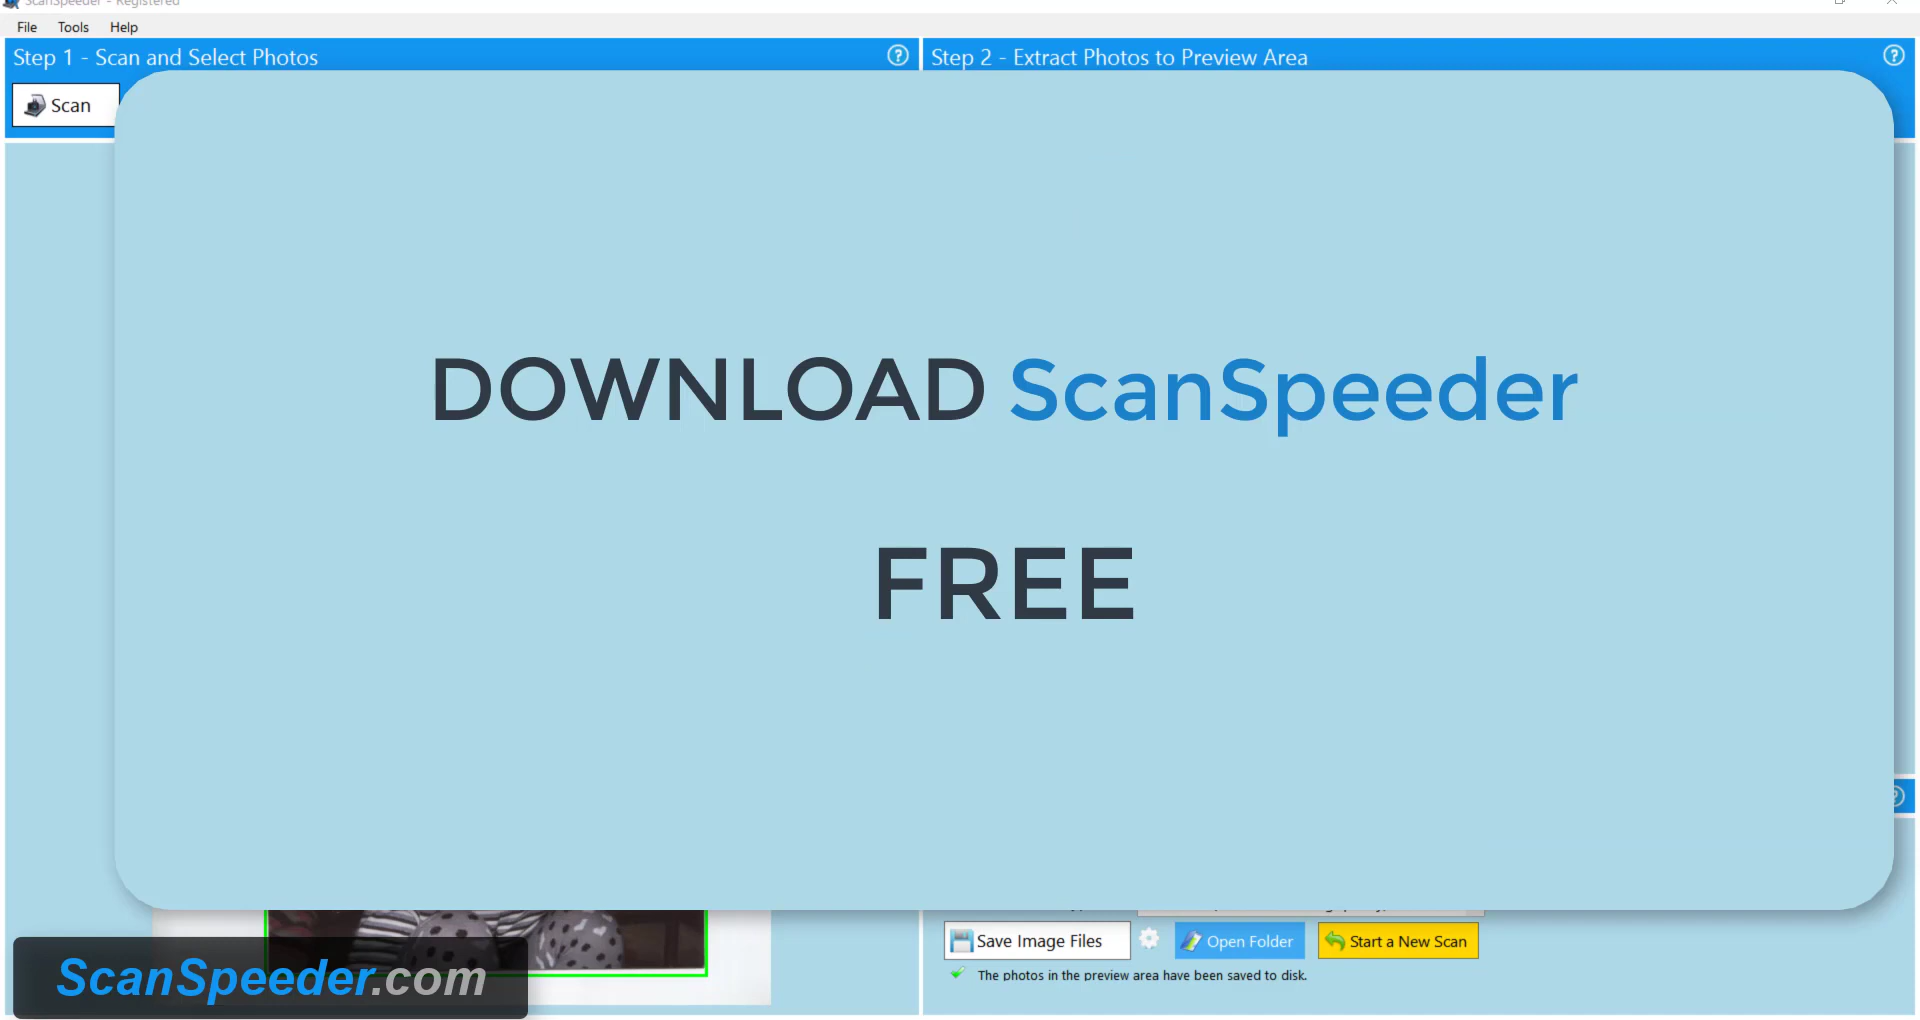 ScanSpeeder - Registered
File Tools Help
Step 1 - Scan and Select Photos
Step 2 - Extract Photos to Preview Area
Scan
DOWNLOAD ScanSpeeder
FREE
Save Image Files
Open Folder
Start a New Scan
The photos in the preview area have been saved to disk.
ScanSpeeder.com